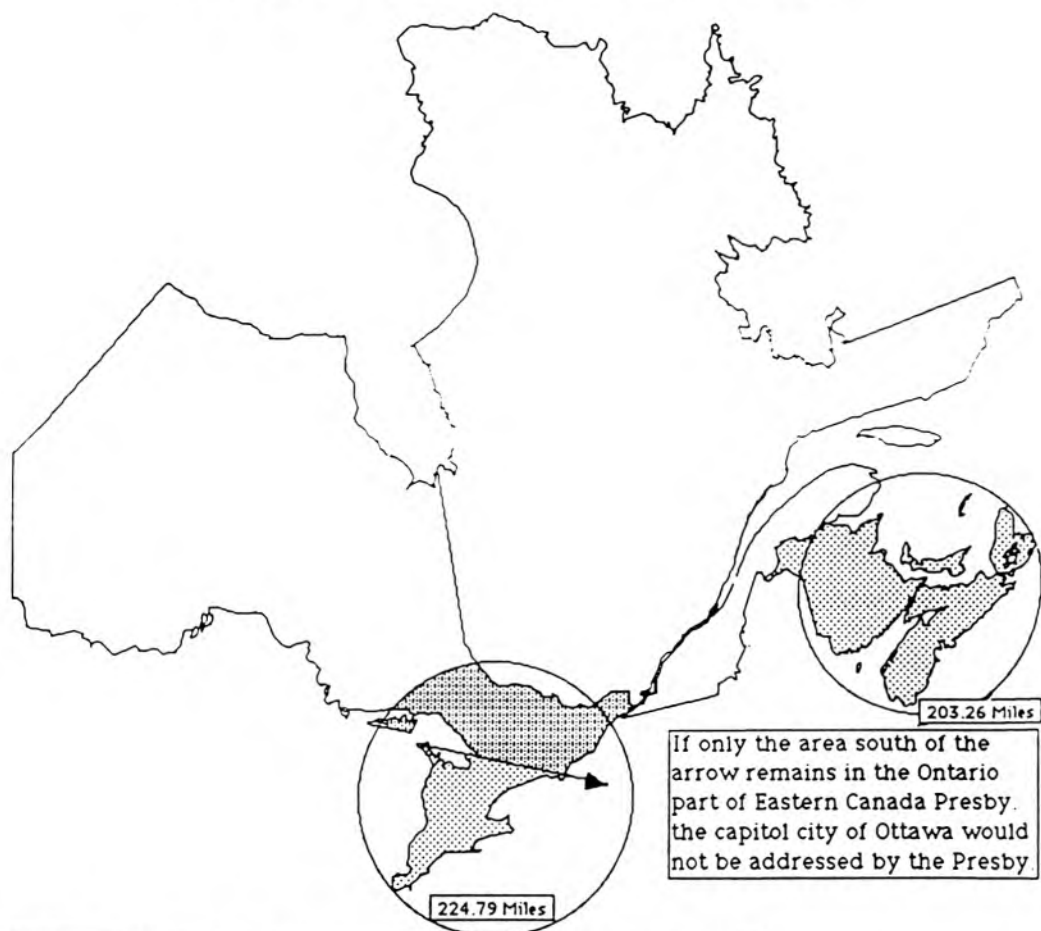 203.26 Miles
If only the area south of the
arrow remains in the Ontario
part of Eastern Canada Presby.
the capitol city of Ottawa would
not be addressed by the Presby.
224.79 Miles